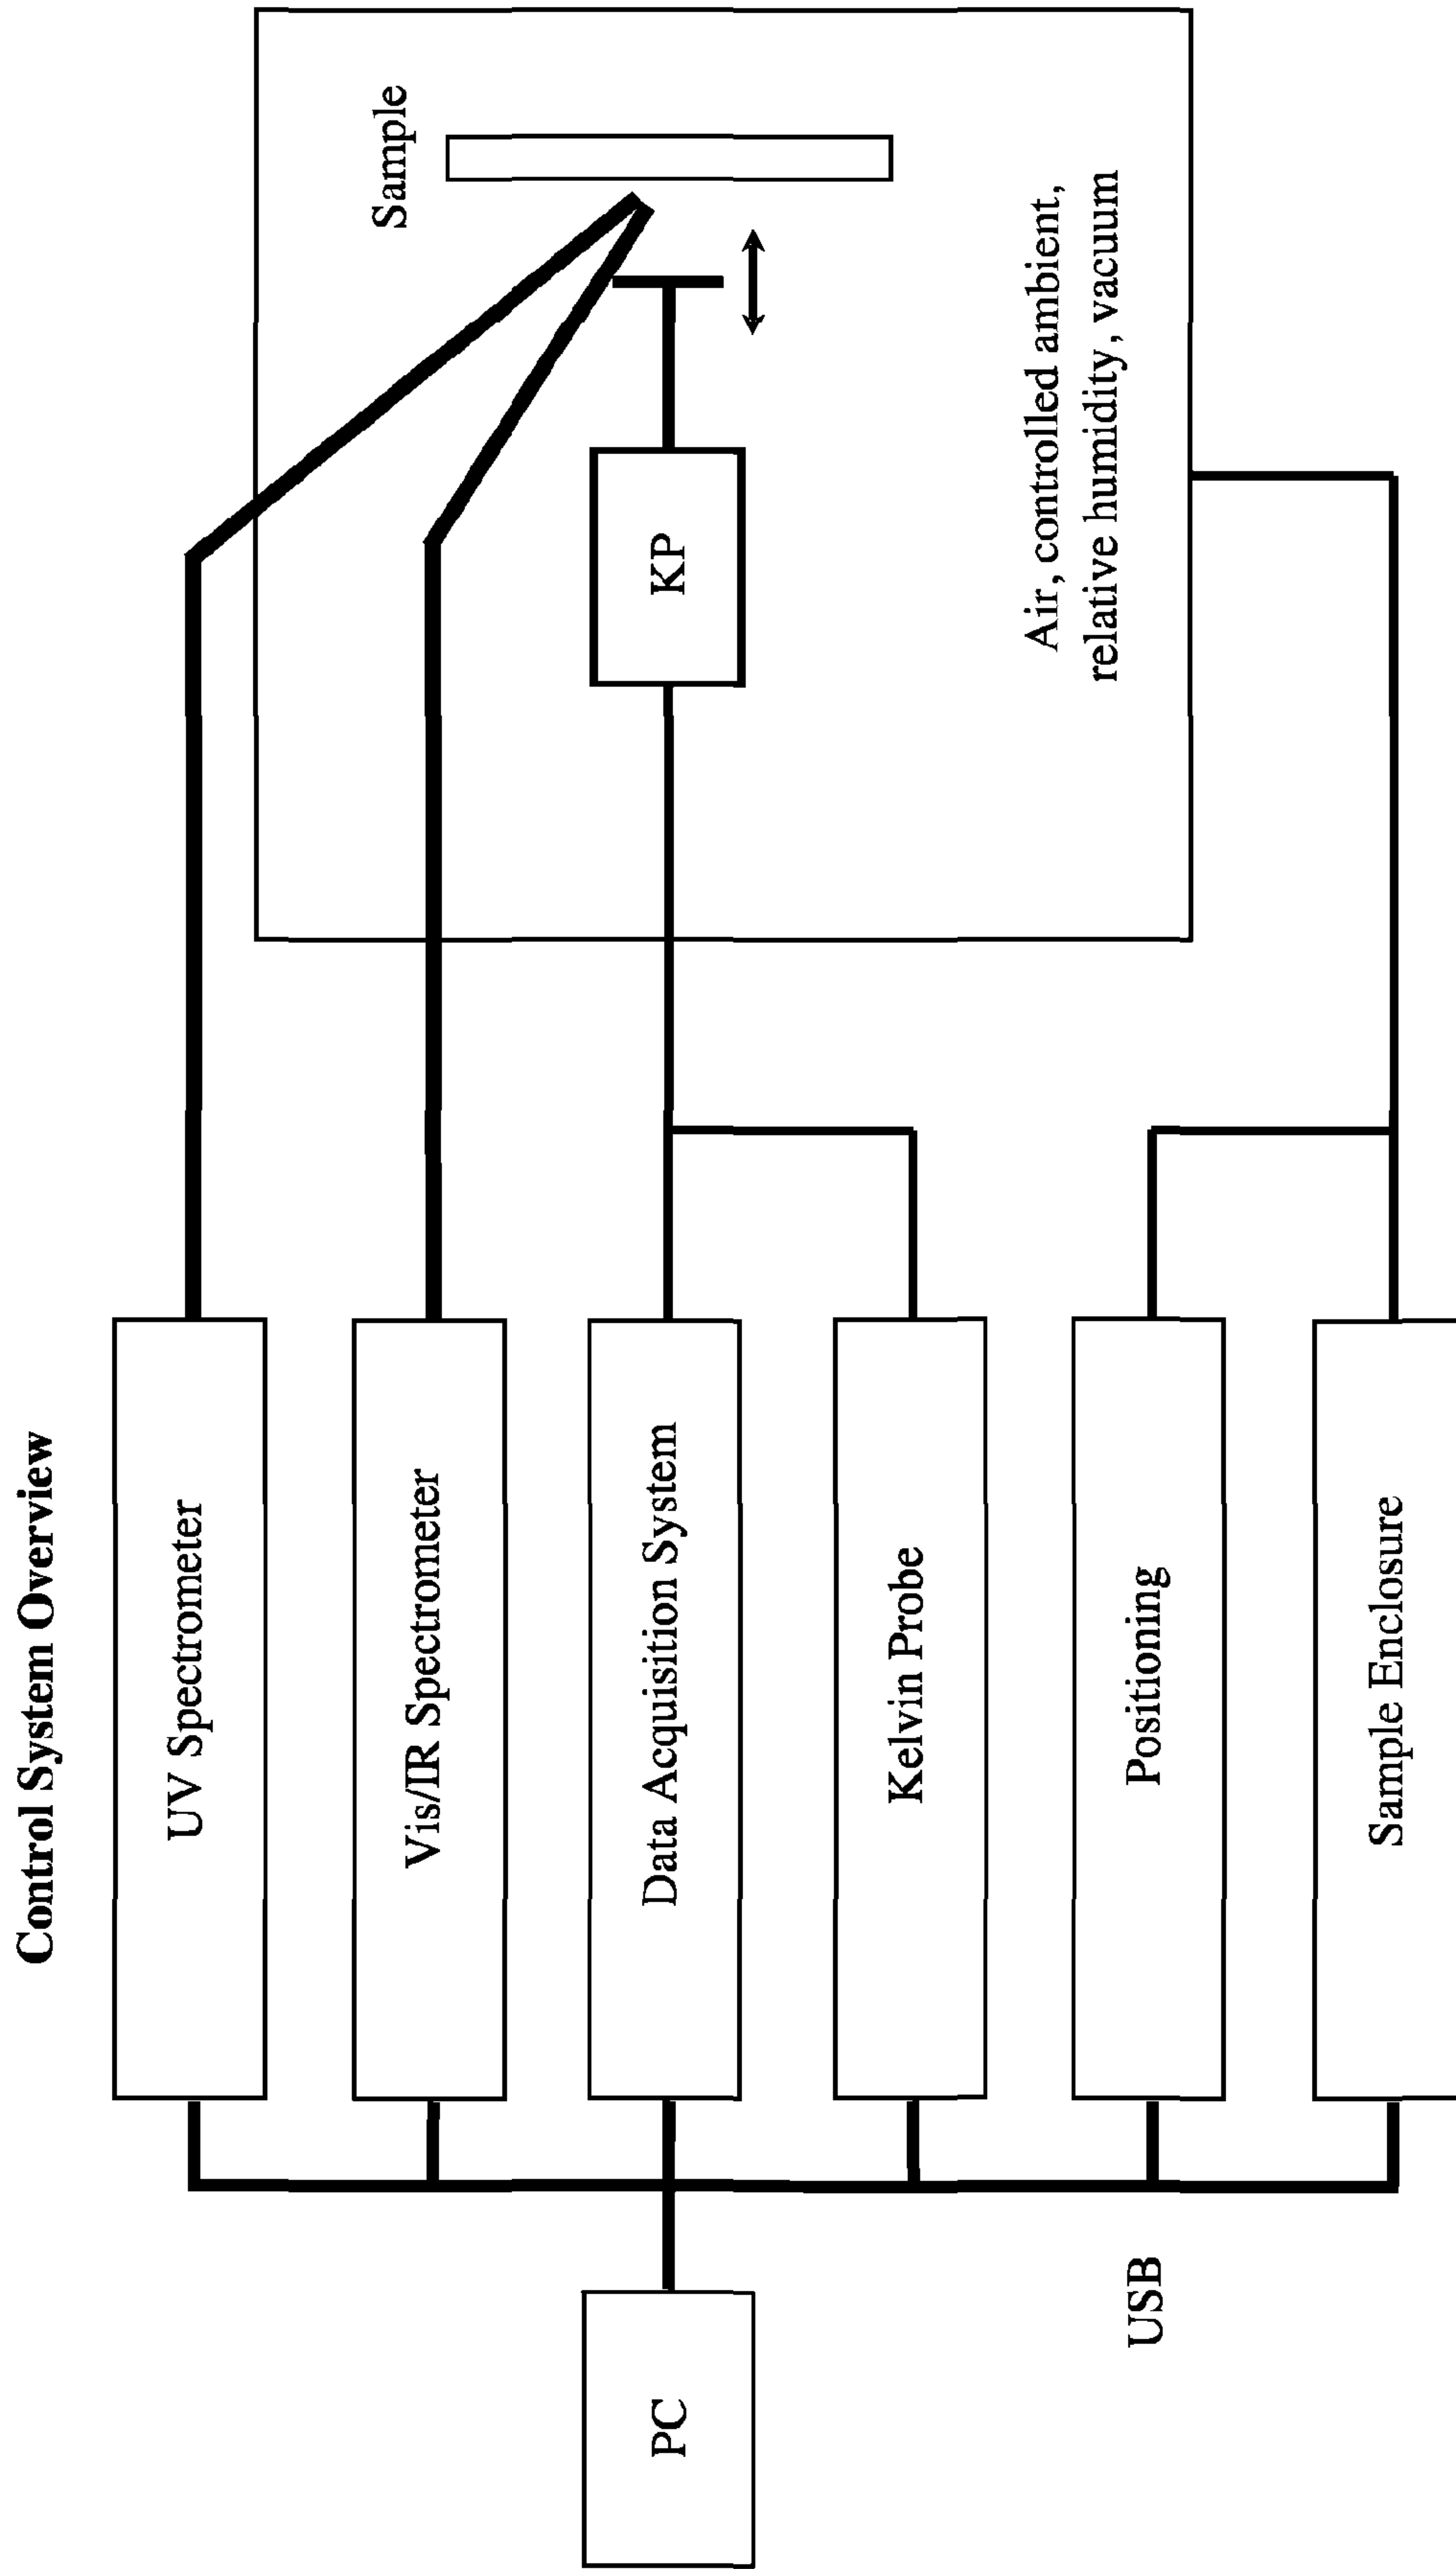 Control System Overview
UV Spectrometer
Vis/IR Spectrometer
Data Acquisition System
Kelvin Probe
Positioning
Sample Enclosure
PC
USB
Sample
KP
Air, controlled ambient,
relative humidity, vacuum